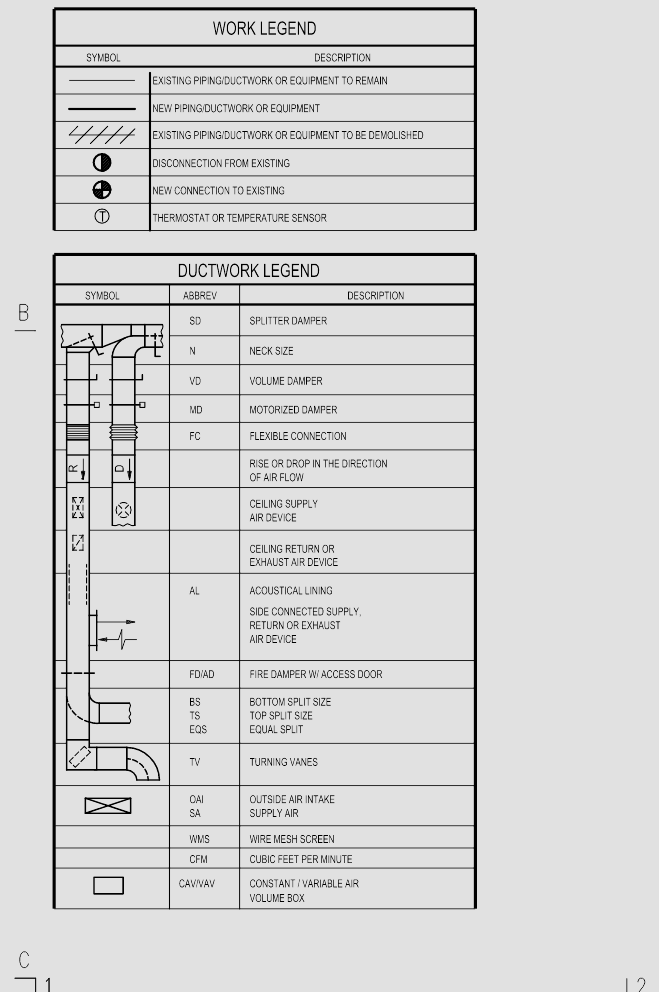 WORK LEGEND
SYMBOL DESCRIPTION
EXISTING PIPING/DUCTWORK OR EQUIPMENT TO REMAIN
NEW PIPING/DUCTWORK OR EQUIPMENT
EXISTING PIPING/DUCTWORK OR EQUIPMENT TO BE DEMOLISHED
DISCONNECTION FROM EXISTING
NEW CONNECTION TO EXISTING
T THERMOSTAT OR TEMPERATURE SENSOR
DUCTWORK LEGEND
SYMBOL ABBREV DESCRIPTION
B
SD SPLITTER DAMPER
N NECK SIZE
VD VOLUME DAMPER
MD MOTORIZED DAMPER
FC FLEXIBLE CONNECTION
R D RISE OR DROP IN THE DIRECTION
OF AIR FLOW
CEILING SUPPLY
AIR DEVICE
CEILING RETURN OR
EXHAUST AIR DEVICE
AL ACOUSTICAL LINING
SIDE CONNECTED SUPPLY,
RETURN OR EXHAUST
AIR DEVICE
FD/AD FIRE DAMPER W/ ACCESS DOOR
BS BOTTOM SPLIT SIZE
TS TOP SPLIT SIZE
EQS EQUAL SPLIT
TV TURNING VANES
OAI OUTSIDE AIR INTAKE
SA SUPPLY AIR
WMS WIRE MESH SCREEN
CFM CUBIC FEET PER MINUTE
CAV/VAV CONSTANT / VARIABLE AIR
VOLUME BOX
C
1 2